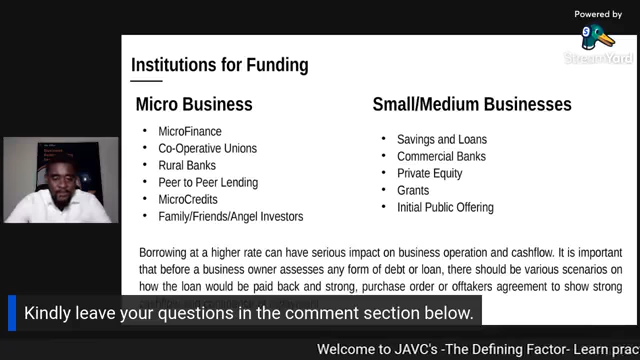 Powered by
StreamYard
Institutions for Funding
Micro Business
• MicroFinance
• Co-Operative Unions
• Rural Banks
• Peer to Peer Lending
• MicroCredits
• Family/Friends/Angel Investors
Small/Medium Businesses
• Savings and Loans
• Commercial Banks
• Private Equity
• Grants
• Initial Public Offering
Borrowing at a higher rate can have serious impact on business operation and cashflow. It is important
that before a business owner assesses any form of debt or loan, there should be various scenarios on
how the loan would be paid back and strong, purchase order or offtakers agreement to show strong
Kindly leave your questions in the comment section below.
Welcome to JAVC's -The Defining Factor- Learn prac